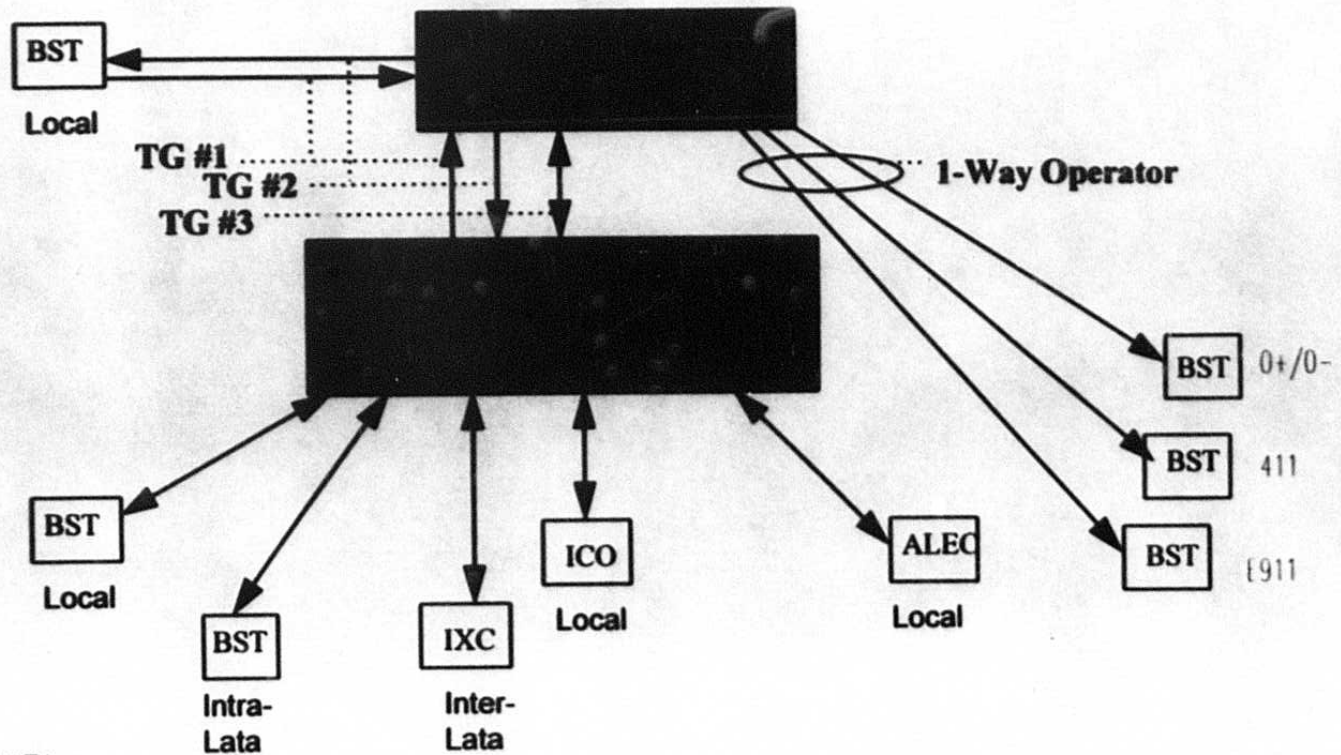 BST
Local
TG #1
TG #2
TG #3
1-Way Operator
BST 0+/0-
BST 411
BST E911
BST
Local
BST
Intra-
Lata
IXC
Inter-
Lata
ICO
Local
ALEC
Local